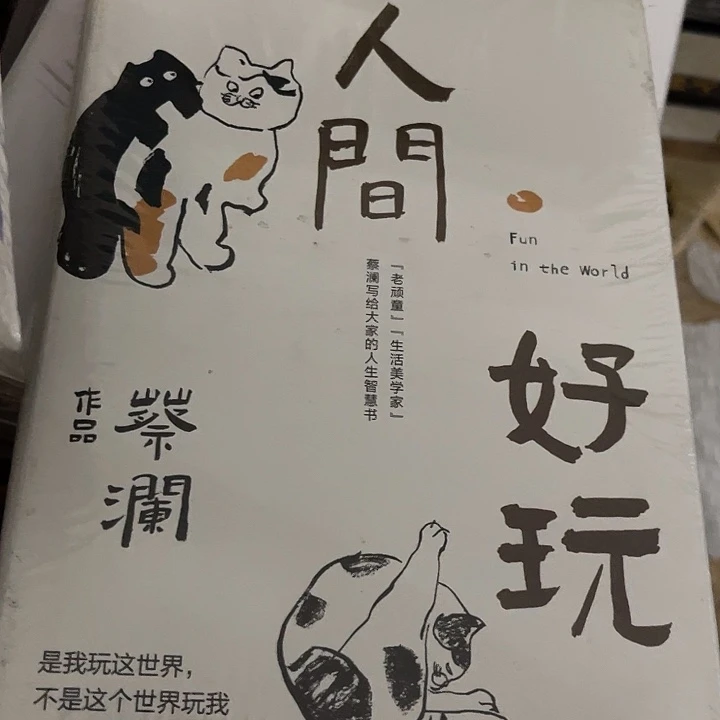 人間
Fun
in the World
好玩
「老顽童」「生活美学家」
蔡澜写给大家的人生智慧书
蔡瀾
作品
是我玩这世界，
不是这个世界玩我